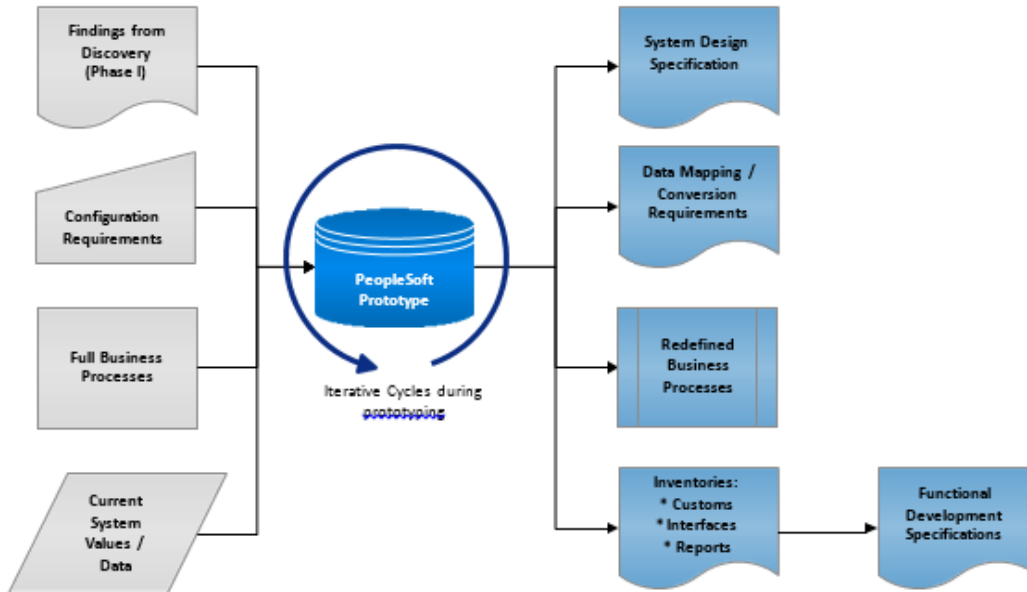 Findings from
Discovery
(Phase I)
Configuration
Requirements
Full Business
Processes
Current
System
Values /
Data
PeopleSoft
Prototype
Iterative Cycles during
prototyping
System Design
Specification
Data Mapping /
Conversion
Requirements
Redefined
Business
Processes
Inventories:
* Customs
* Interfaces
* Reports
Functional
Development
Specifications